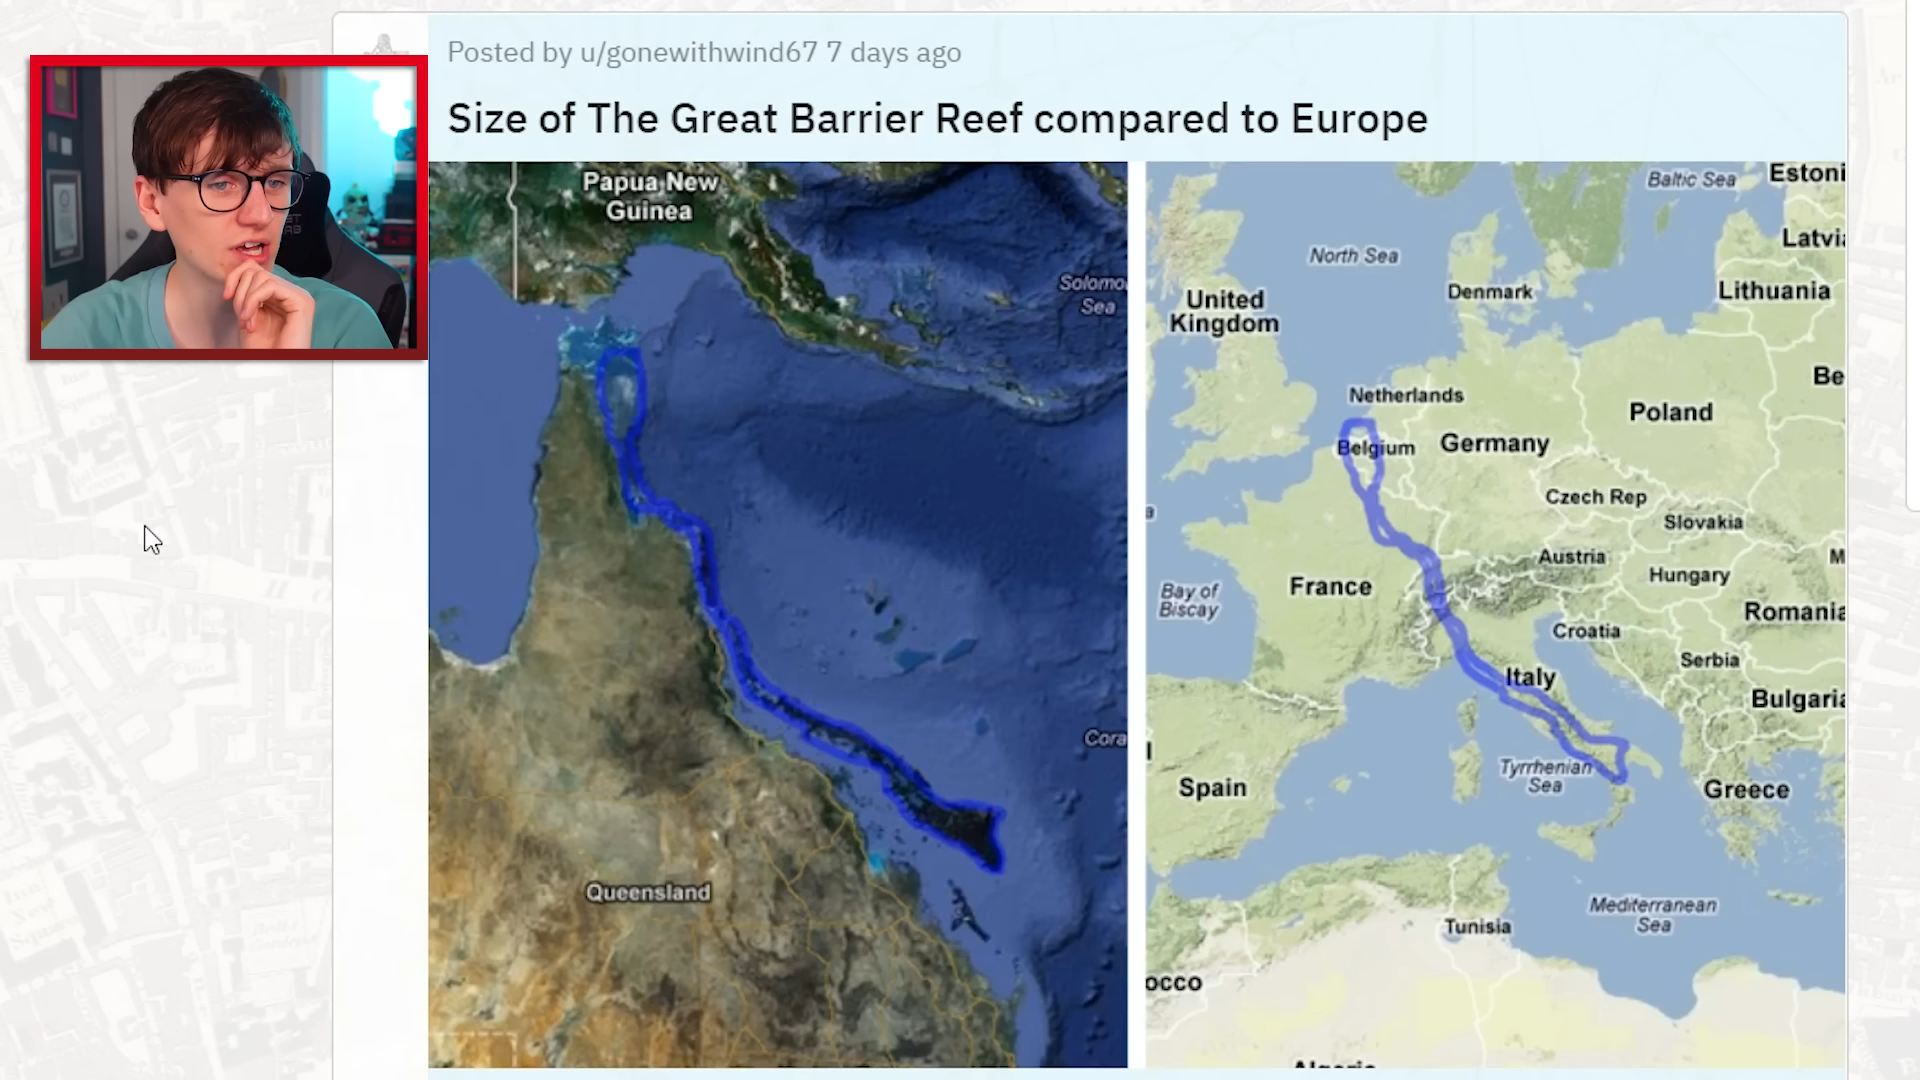 Posted by u/gonewithwind67 7 days ago
Size of The Great Barrier Reef compared to Europe
Papua New
Guinea
Solomo
Sea
Cora
Queensland
Baltic Sea
Estoni
Latvi
North Sea
Denmark
Lithuania
United
Kingdom
Be
Netherlands
Poland
Belgium
Germany
Czech Rep
Slovakia
Austria
M
Hungary
France
Bay of
Biscay
Romania
Croatia
Serbia
Italy
Bulgaria
Tyrrhenian
Sea
Spain
Greece
Mediterranean
Sea
Tunisia
occo
Algeria